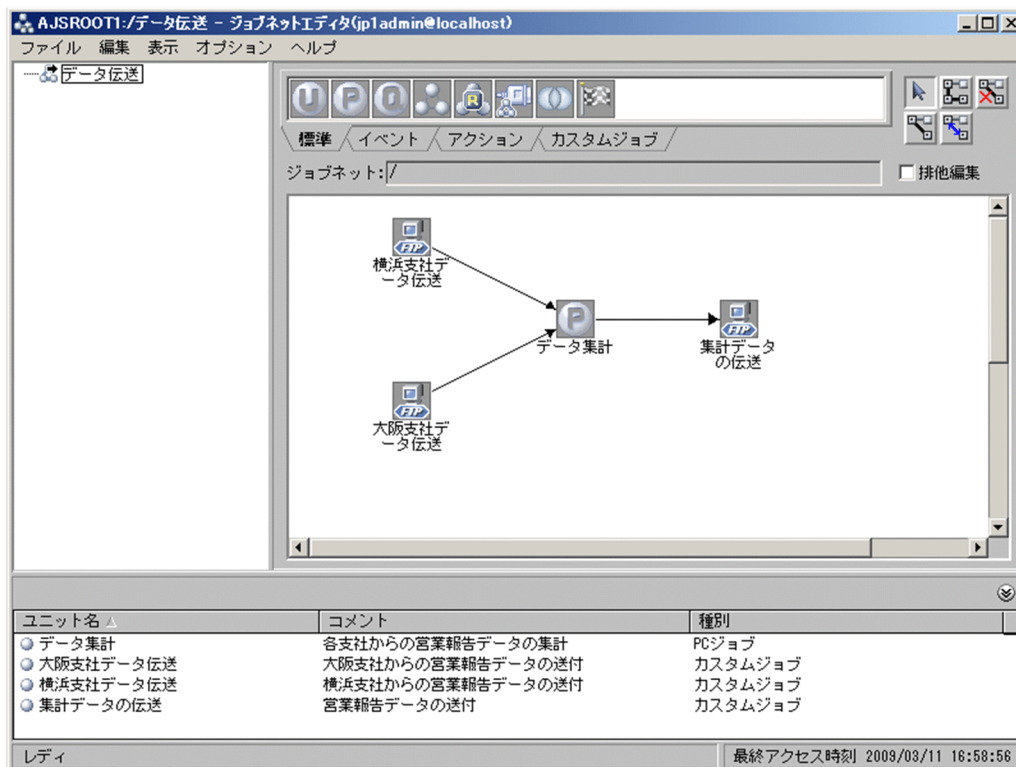 AJSROOT1:/データ伝送 - ジョブネットエディタ(jp1admin@localhost)
ファイル 編集 表示 オプション ヘルプ
データ伝送
U P Q R
標準 イベント アクション カスタムジョブ
ジョブネット: / 排他編集
FTP
横浜支社デ
ータ伝送
P
データ集計
FTP
集計データ
の伝送
FTP
大阪支社デ
ータ伝送
ユニット名 コメント 種別
データ集計 各支社からの営業報告データの集計 PCジョブ
大阪支社データ伝送 大阪支社からの営業報告データの送付 カスタムジョブ
横浜支社データ伝送 横浜支社からの営業報告データの送付 カスタムジョブ
集計データの伝送 営業報告データの送付 カスタムジョブ
レディ 最終アクセス時刻 2009/03/11 16:58:56